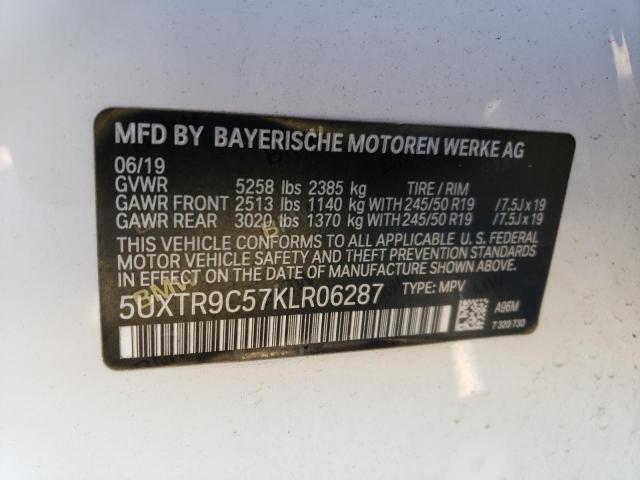 MFD BY BAYERISCHE MOTOREN WERKE AG
06/19
GVWR 5258 lbs 2385 kg TIRE / RIM
GAWR FRONT 2513 lbs 1140 kg WITH 245/50 R19 /7.5J x 19
GAWR REAR 3020 lbs 1370 kg WITH 245/50 R19 /7.5J x 19
THIS VEHICLE CONFORMS TO ALL APPLICABLE U. S. FEDERAL
MOTOR VEHICLE SAFETY, BUMPER, AND THEFT PREVENTION STANDARDS
IN EFFECT ON THE DATE OF MANUFACTURE SHOWN ABOVE.
5UXTR9C57KLR06287 TYPE: MPV
A96M
7 320/730